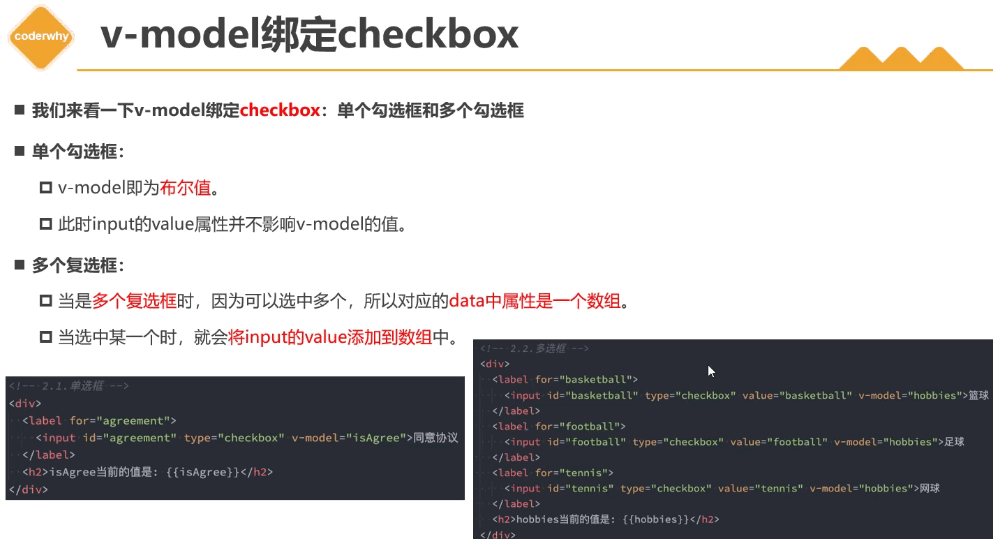 coderwhy
v-model绑定checkbox
我们来看一下v-model绑定checkbox：单个勾选框和多个勾选框
单个勾选框：
v-model即为布尔值。
此时input的value属性并不影响v-model的值。
多个复选框：
当是多个复选框时，因为可以选中多个，所以对应的data中属性是一个数组。
当选中某一个时，就会将input的value添加到数组中。
<!-- 2.1.单选框 -->
<div>
<label for="agreement">
<input id="agreement" type="checkbox" v-model="isAgree">同意协议
</label>
<h2>isAgree当前的值是: {{isAgree}}</h2>
</div>
<!-- 2.2.多选框 -->
<div>
<label for="basketball">
<input id="basketball" type="checkbox" value="basketball" v-model="hobbies">篮球
</label>
<label for="football">
<input id="football" type="checkbox" value="football" v-model="hobbies">足球
</label>
<label for="tennis">
<input id="tennis" type="checkbox" value="tennis" v-model="hobbies">网球
</label>
<h2>hobbies当前的值是: {{hobbies}}</h2>
</div>